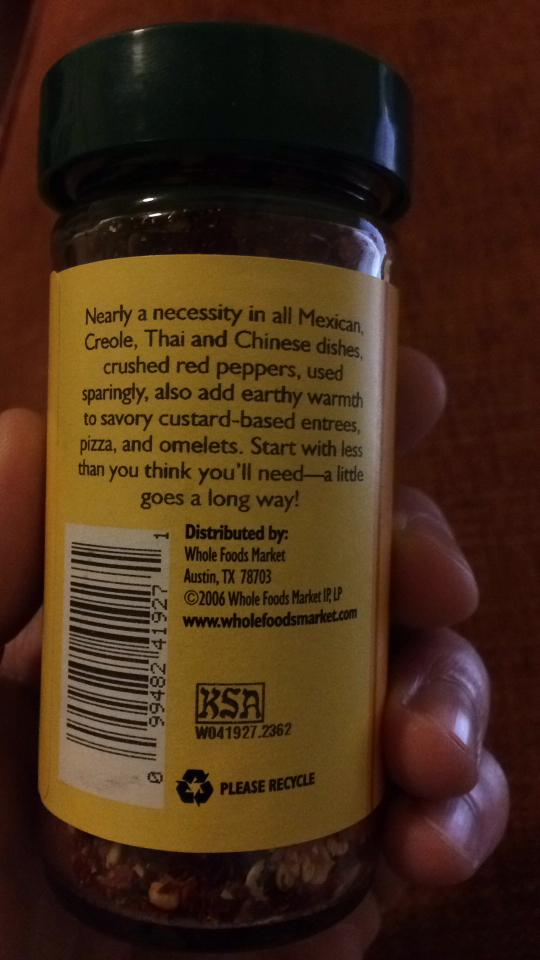 Nearly a necessity in all Mexican,
Creole, Thai and Chinese dishes,
crushed red peppers, used
sparingly, also add earthy warmth
to savory custard-based entrees,
pizza, and omelets. Start with less
than you think you'll need—a little
goes a long way!
Distributed by:
Whole Foods Market
Austin, TX 78703
©2006 Whole Foods Market IP, LP
www.wholefoodsmarket.com
0 99482 41927 1
KSA
W041927.2362
PLEASE RECYCLE